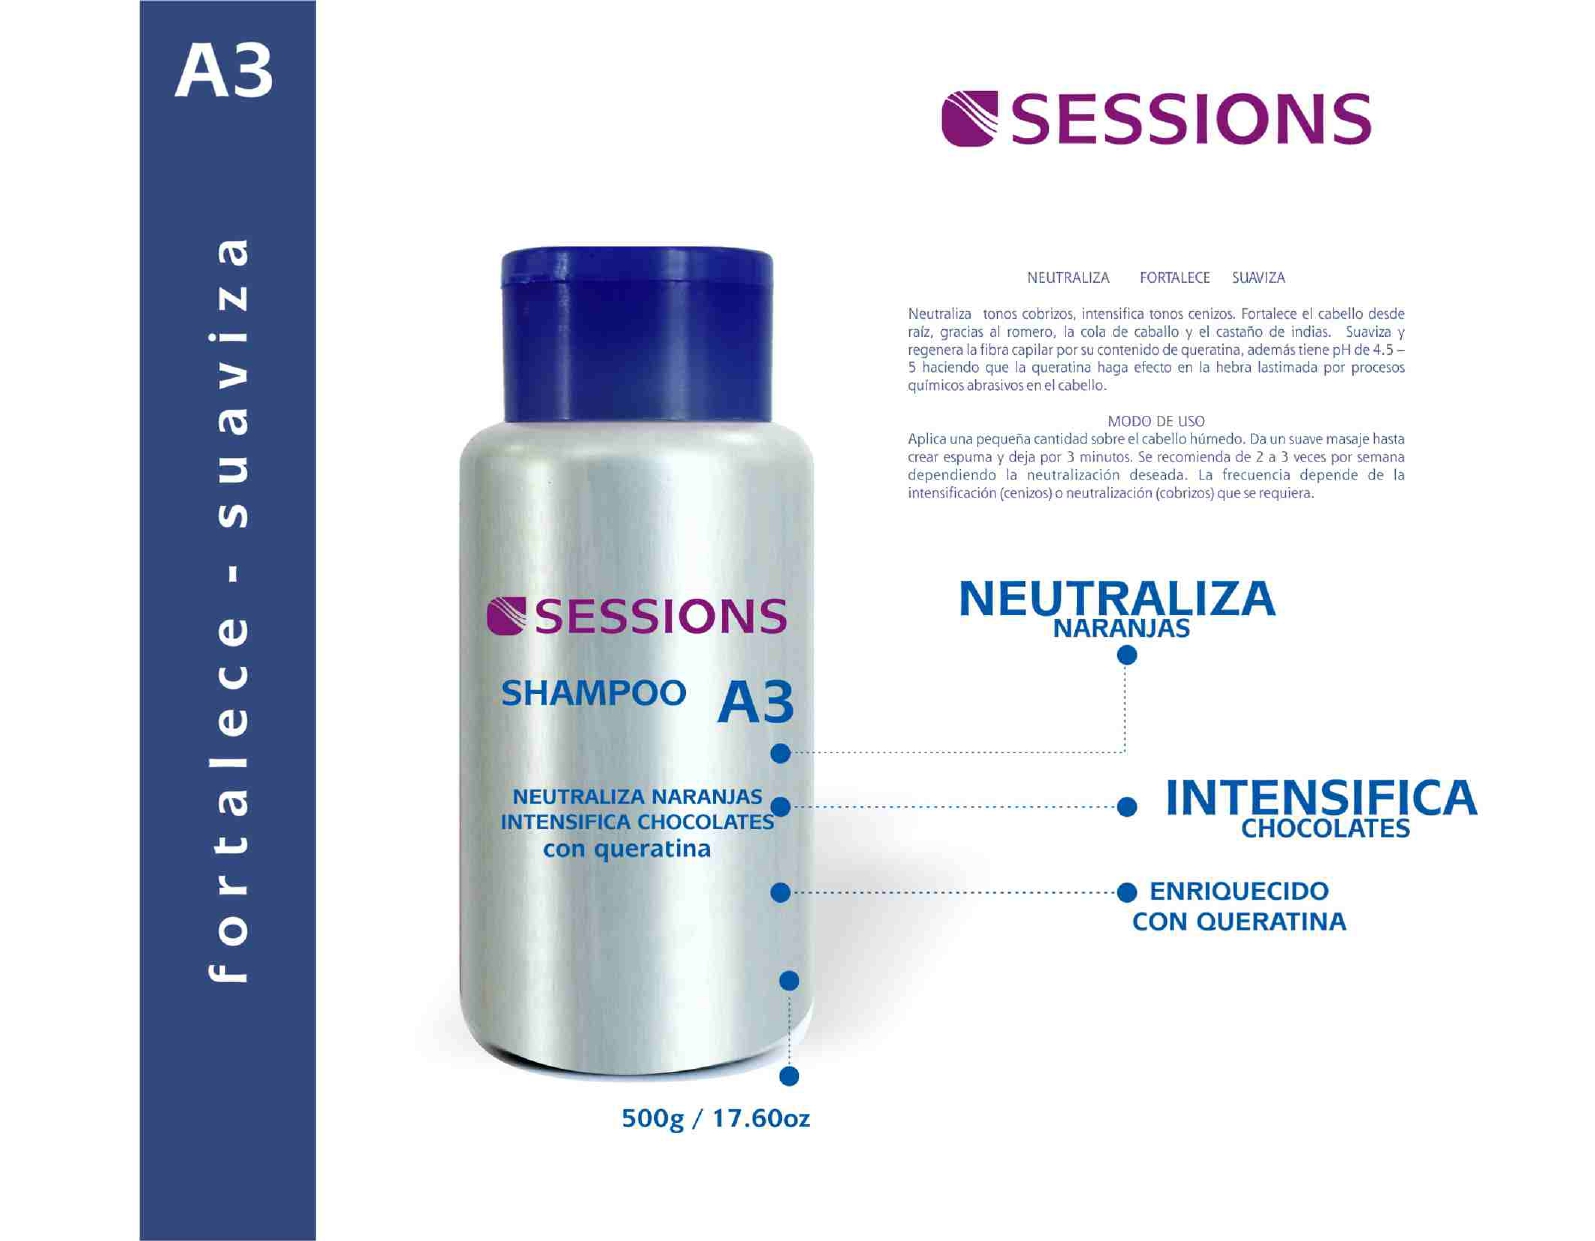 A3
fortalece - suaviza
SESSIONS
NEUTRALIZA FORTALECE SUAVIZA
Neutraliza tonos cobrizos, intensifica tonos cenizos. Fortalece el cabello desde
raíz, gracias al romero, la cola de caballo y el castaño de indias. Suaviza y
regenera la fibra capilar por su contenido de queratina, además tiene pH de 4.5 –
5 haciendo que la queratina haga efecto en la hebra lastimada por procesos
químicos abrasivos en el cabello.
MODO DE USO
Aplica una pequeña cantidad sobre el cabello húmedo. Da un suave masaje hasta
crear espuma y deja por 3 minutos. Se recomienda de 2 a 3 veces por semana
dependiendo la neutralización deseada. La frecuencia depende de la
intensificación (cenizos) o neutralización (cobrizos) que se requiera.
SESSIONS
SHAMPOO A3
NEUTRALIZA NARANJAS
INTENSIFICA CHOCOLATES
con queratina
NEUTRALIZA
NARANJAS
INTENSIFICA
CHOCOLATES
ENRIQUECIDO
CON QUERATINA
500g / 17.60oz